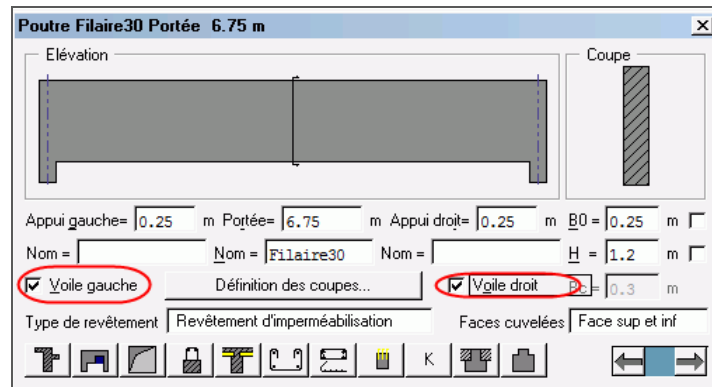 Poutre Filaire30 Portée 6.75 m
Elévation
Coupe
Appui gauche= 0.25 m Portée= 6.75 m Appui droit= 0.25 m B0 = 0.25 m
Nom = Nom = Filaire30 Nom = H = 1.2 m
Voile gauche Définition des coupes... Voile droit Bc= 0.3 m
Type de revêtement Revêtement d'imperméabilisation Faces cuvelées Face sup et inf
K